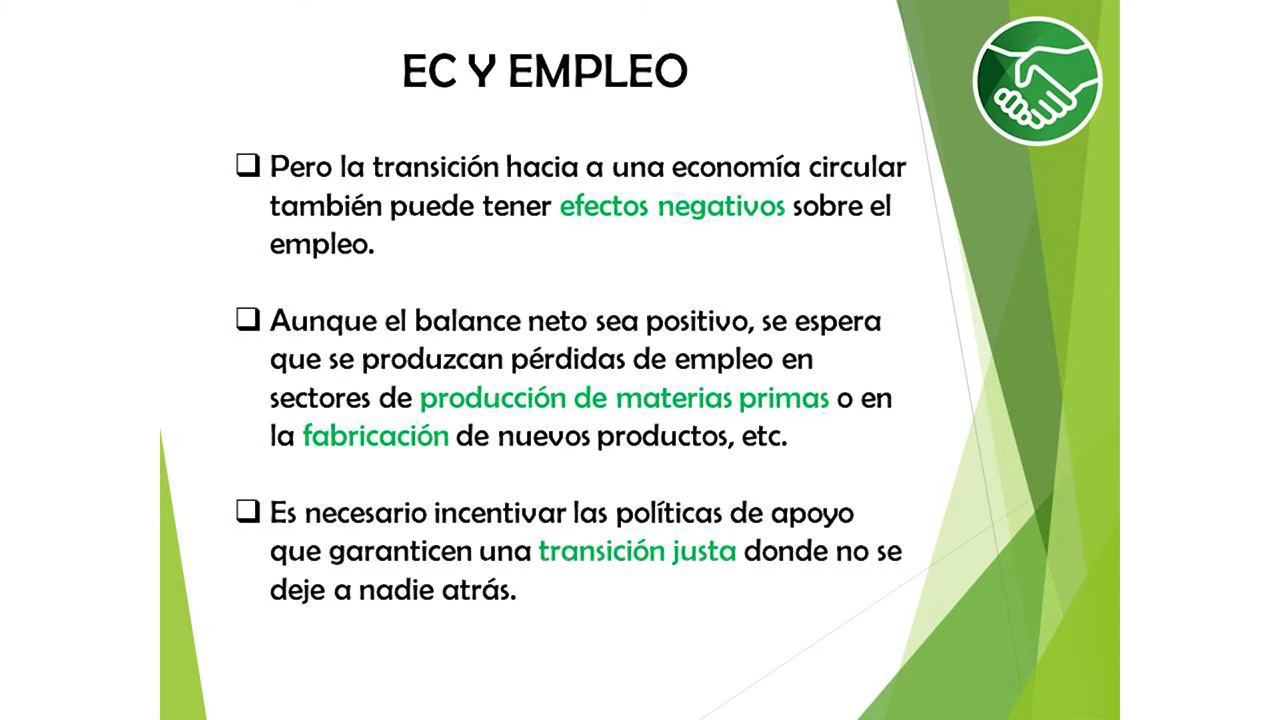 EC Y EMPLEO
Pero la transición hacia a una economía circular
también puede tener efectos negativos sobre el
empleo.
Aunque el balance neto sea positivo, se espera
que se produzcan pérdidas de empleo en
sectores de producción de materias primas o en
la fabricación de nuevos productos, etc.
Es necesario incentivar las políticas de apoyo
que garanticen una transición justa donde no se
deje a nadie atrás.